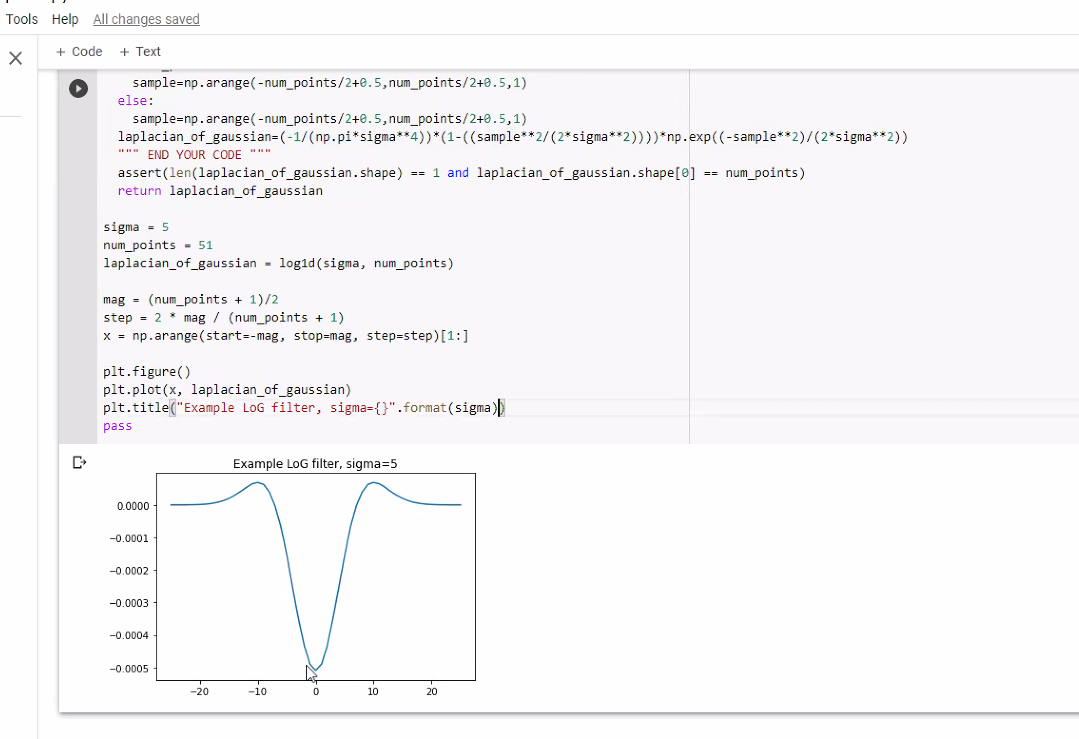 Tools Help All changes saved
+ Code + Text
sample=np.arange(-num_points/2+0.5,num_points/2+0.5,1)
else:
sample=np.arange(-num_points/2+0.5,num_points/2+0.5,1)
laplacian_of_gaussian=(-1/(np.pi*sigma**4))*(1-((sample**2/(2*sigma**2))))*np.exp((-sample**2)/(2*sigma**2))
""" END YOUR CODE """
assert(len(laplacian_of_gaussian.shape) == 1 and laplacian_of_gaussian.shape[0] == num_points)
return laplacian_of_gaussian
sigma = 5
num_points = 51
laplacian_of_gaussian = log1d(sigma, num_points)
mag = (num_points + 1)/2
step = 2 * mag / (num_points + 1)
x = np.arange(start=-mag, stop=mag, step=step)[1:]
plt.figure()
plt.plot(x, laplacian_of_gaussian)
plt.title("Example LoG filter, sigma={}".format(sigma))
pass
Example LoG filter, sigma=5
0.0000
−0.0001
−0.0002
−0.0003
−0.0004
−0.0005
−20 −10 0 10 20